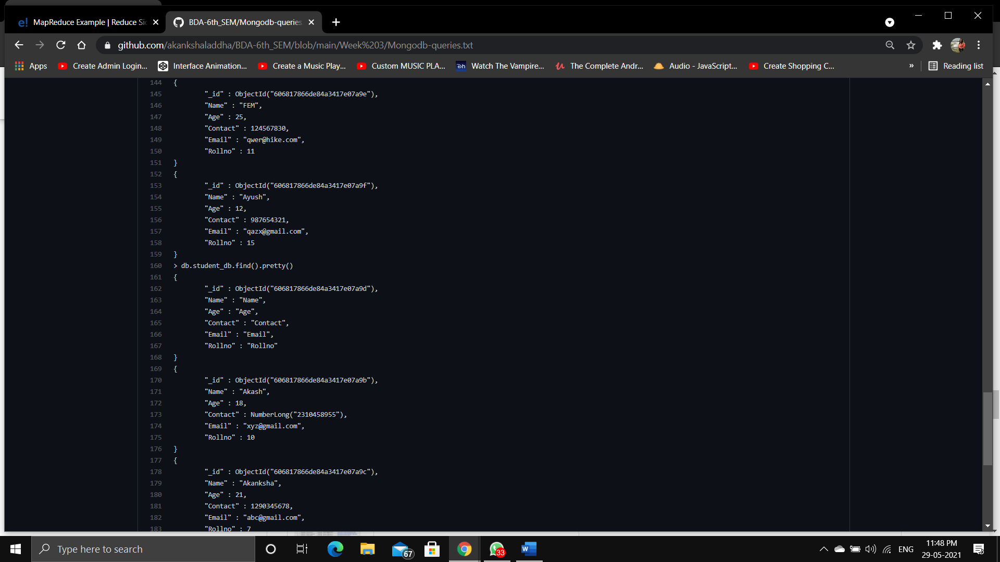 MapReduce Example | Reduce Sid
BDA-6th_SEM/Mongodb-queries
github.com/akankshaladdha/BDA-6th_SEM/blob/main/Week%203/Mongodb-queries.txt
Apps
Create Admin Login...
Interface Animation...
Create a Music Play...
Custom MUSIC PLA...
Watch The Vampire...
The Complete Andr...
Audio - JavaScript...
Create Shopping C...
»
Reading list
144 {
145 "_id" : ObjectId("606817866de84a3417e07a9e"),
146 "Name" : "FEM",
147 "Age" : 25,
148 "Contact" : 124567830,
149 "Email" : "qwer@hike.com",
150 "Rollno" : 11
151 }
152 {
153 "_id" : ObjectId("606817866de84a3417e07a9f"),
154 "Name" : "Ayush",
155 "Age" : 12,
156 "Contact" : 987654321,
157 "Email" : "qazx@gmail.com",
158 "Rollno" : 15
159 }
160 > db.student_db.find().pretty()
161 {
162 "_id" : ObjectId("606817866de84a3417e07a9d"),
163 "Name" : "Name",
164 "Age" : "Age",
165 "Contact" : "Contact",
166 "Email" : "Email",
167 "Rollno" : "Rollno"
168 }
169 {
170 "_id" : ObjectId("606817866de84a3417e07a9b"),
171 "Name" : "Akash",
172 "Age" : 18,
173 "Contact" : NumberLong("2310458955"),
174 "Email" : "xyz@gmail.com",
175 "Rollno" : 10
176 }
177 {
178 "_id" : ObjectId("606817866de84a3417e07a9c"),
179 "Name" : "Akanksha",
180 "Age" : 21,
181 "Contact" : 1290345678,
182 "Email" : "abc@gmail.com",
183 "Rollno" : 7
Type here to search
67
33
ENG
11:48 PM
29-05-2021